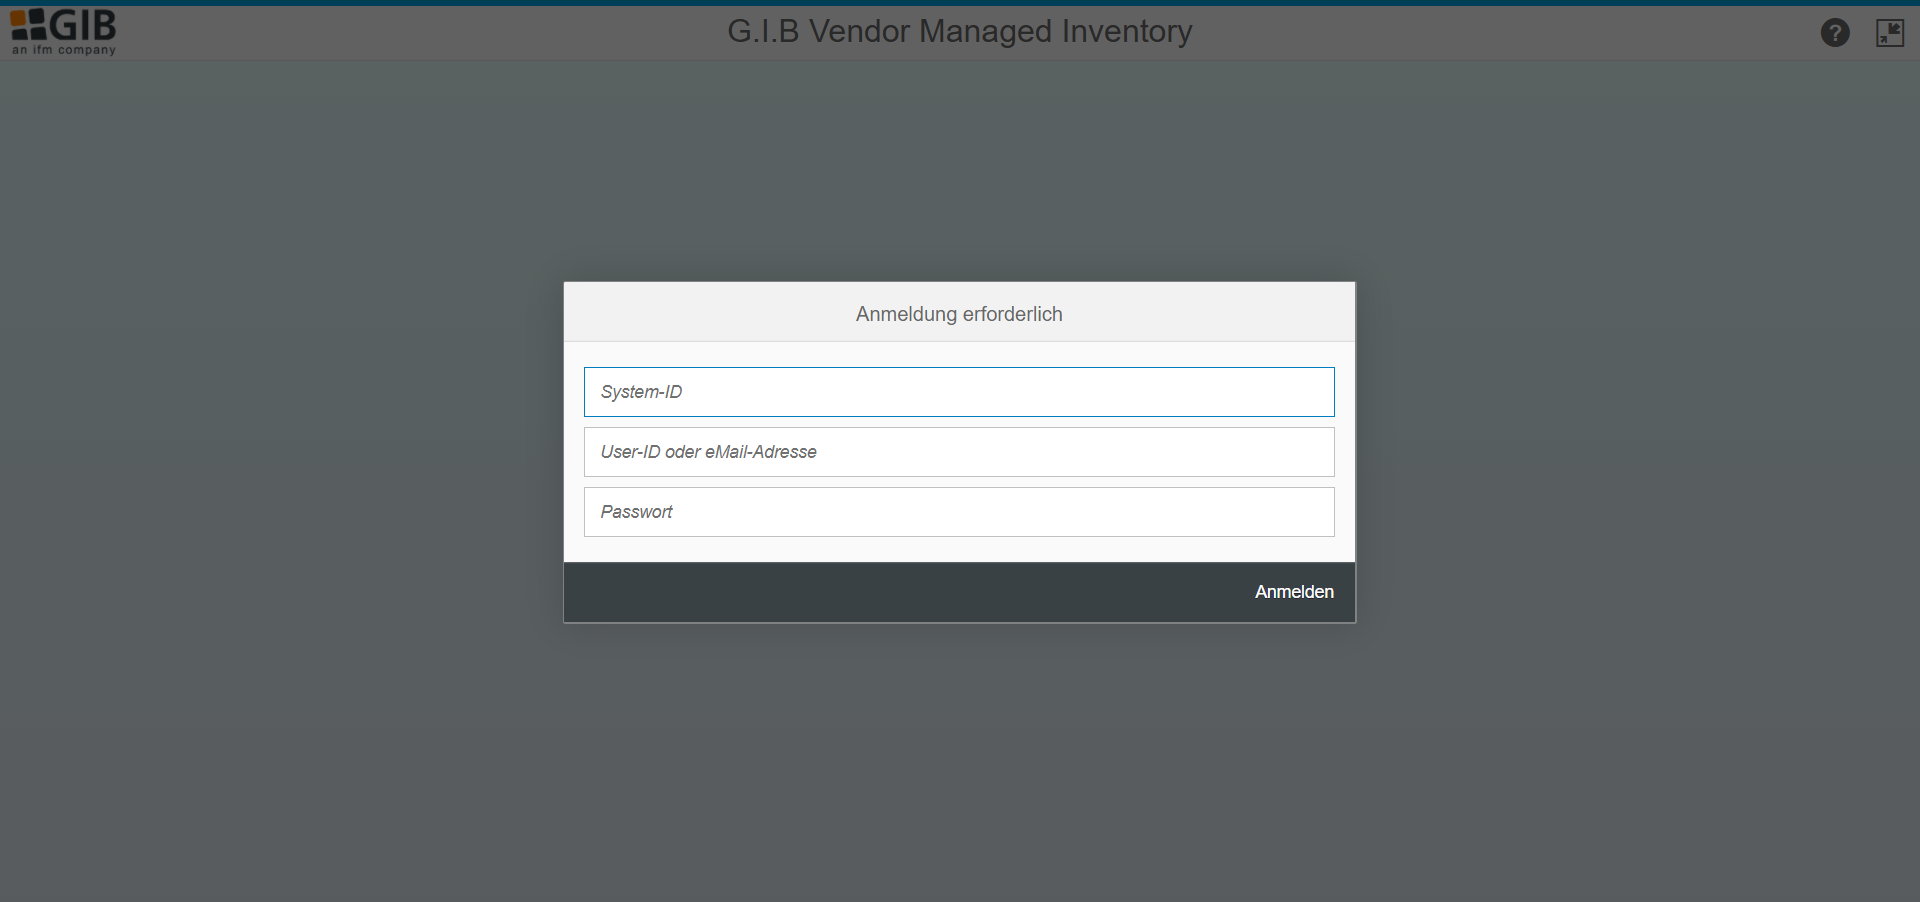 GIB
an ifm company
G.I.B Vendor Managed Inventory
?
Anmeldung erforderlich
System-ID
User-ID oder eMail-Adresse
Passwort
Anmelden